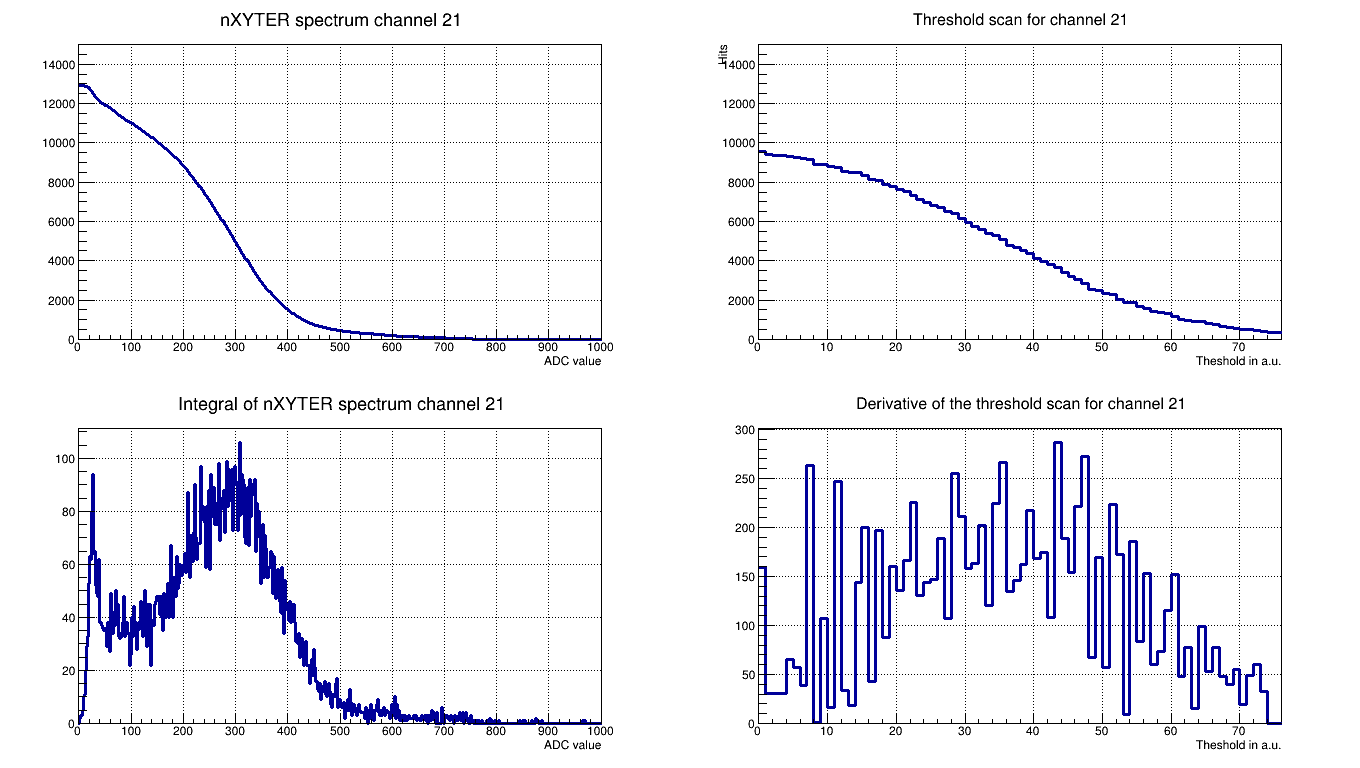 nXYTER spectrum channel 21
14000
12000
10000
8000
6000
4000
2000
0
0 100 200 300 400 500 600 700 800 900 1000
ADC value
Threshold scan for channel 21
Hits
14000
12000
10000
8000
6000
4000
2000
0
0 10 20 30 40 50 60 70
Theshold in a.u.
Integral of nXYTER spectrum channel 21
100
80
60
40
20
0
0 100 200 300 400 500 600 700 800 900 1000
ADC value
Derivative of the threshold scan for channel 21
300
250
200
150
100
50
0
0 10 20 30 40 50 60 70
Theshold in a.u.